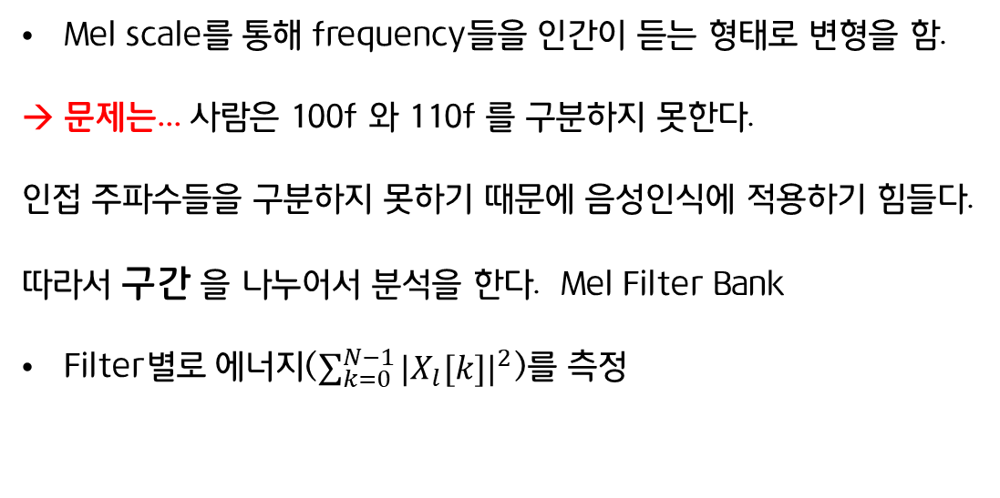 • Mel scale를 통해 frequency들을 인간이 듣는 형태로 변형을 함.
→ 문제는... 사람은 100f 와 110f 를 구분하지 못한다.
인접 주파수들을 구분하지 못하기 때문에 음성인식에 적용하기 힘들다.
따라서 구간 을 나누어서 분석을 한다. Mel Filter Bank
• Filter별로 에너지(∑_{k=0}^{N−1} |X_l[k]|^2)를 측정